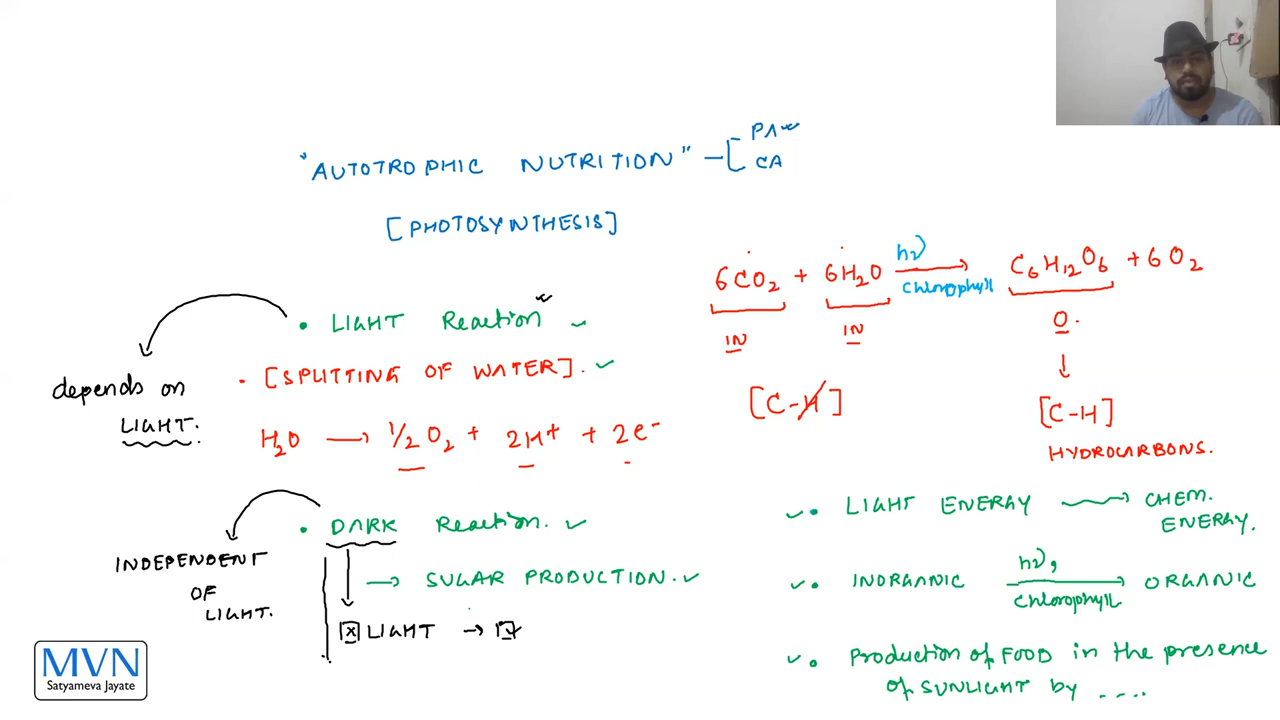 "AUTOTROPHIC NUTRITION" — [ PA
CA
[PHOTOSYNTHESIS]
• LIGHT Reaction
depends on
LIGHT.
• [SPLITTING OF WATER].
H2O → 1/2 O2 + 2H+ + 2e-
• DARK Reaction.
INDEPENDENT
OF
LIGHT.
→ SUGAR PRODUCTION.
x LIGHT →
MVN
Satyameva Jayate
6CO2 + 6H2O hν → C6H12O6 + 6O2
chlorophyll
IN IN O.
[C-H] [C-H]
HYDROCARBONS.
• LIGHT ENERGY → CHEM.
ENERGY.
• INORGANIC hν, → ORGANIC
chlorophyll
• Production of FOOD in the presence
of SUNLIGHT by ----.